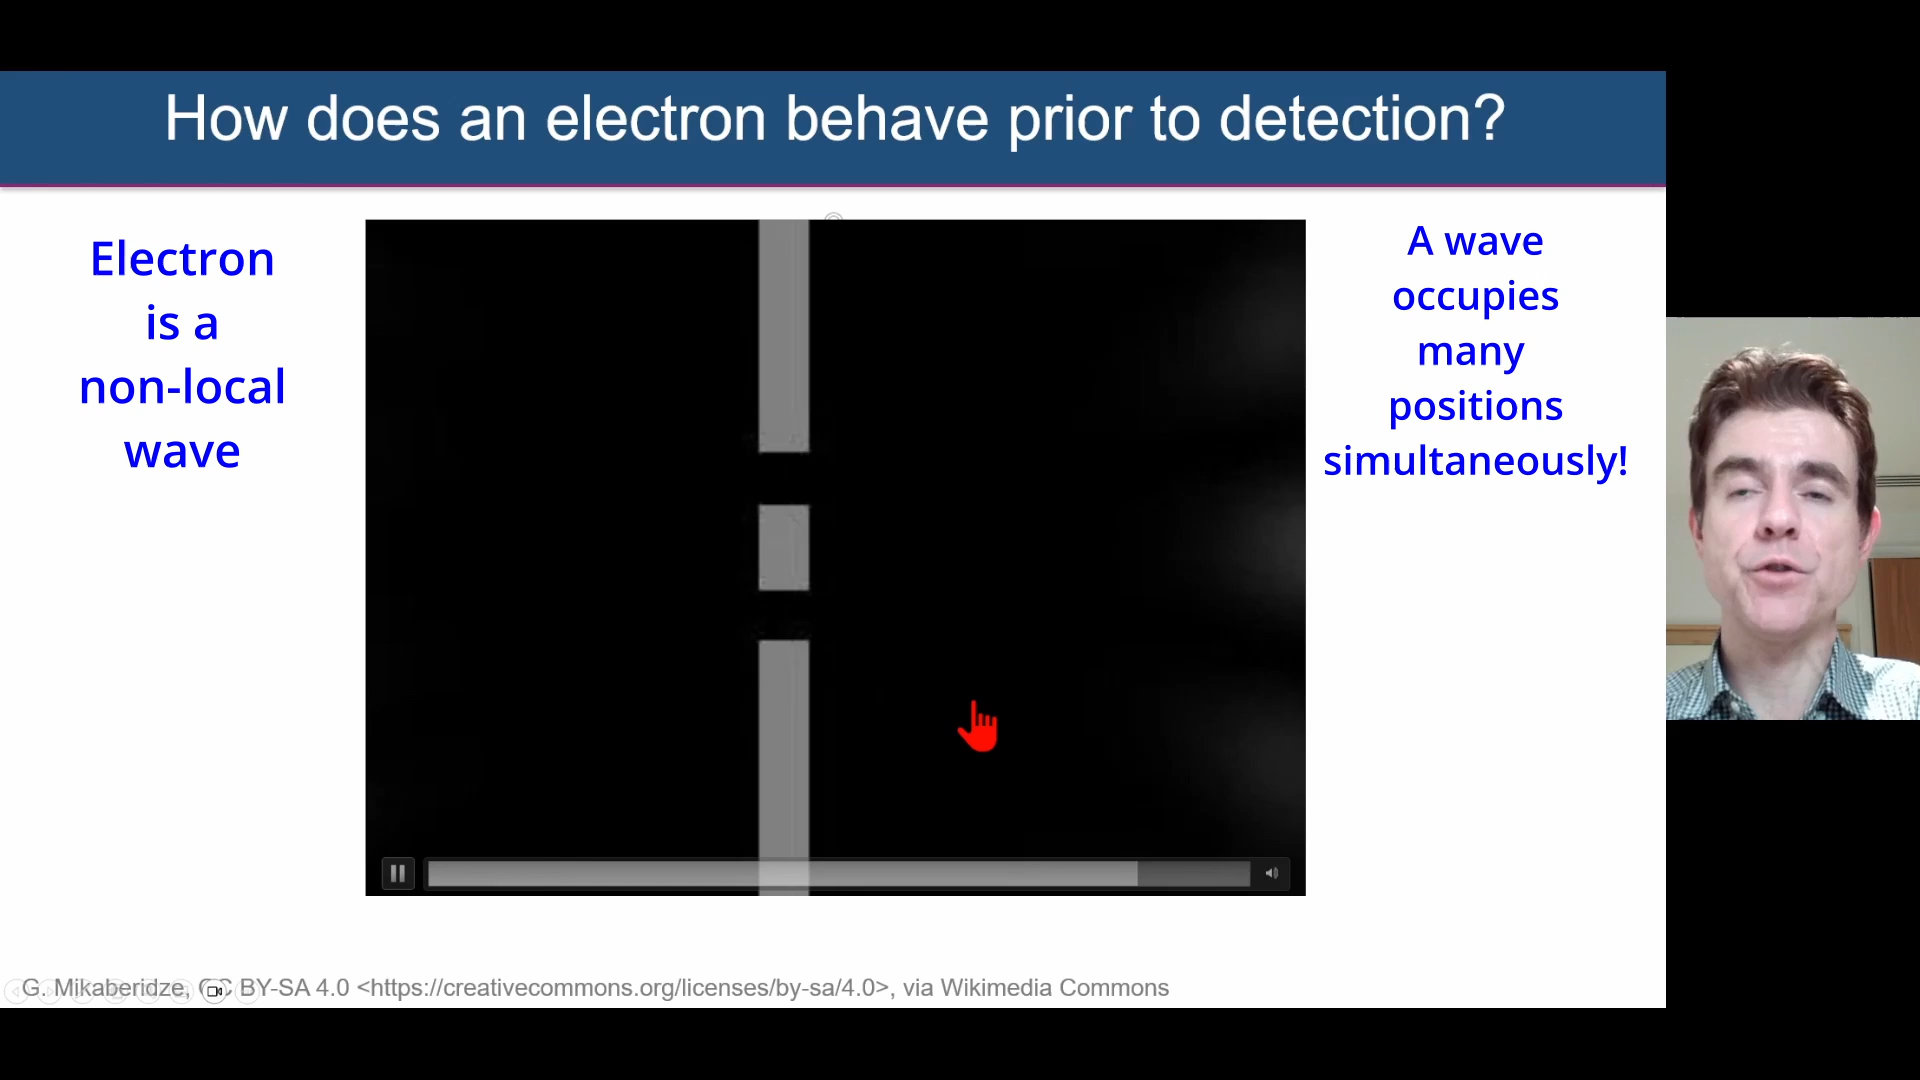 How does an electron behave prior to detection?
Electron
is a
non-local
wave
A wave
occupies
many
positions
simultaneously!
G. Mikaberidze, CC BY-SA 4.0 <https://creativecommons.org/licenses/by-sa/4.0>, via Wikimedia Commons